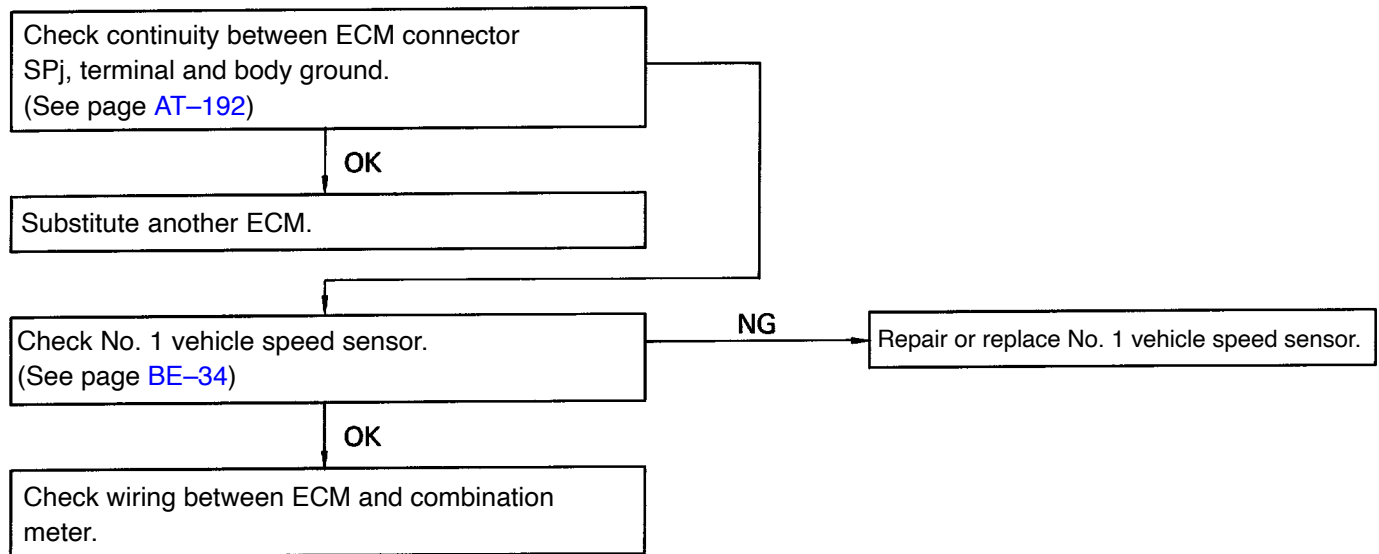 Check continuity between ECM connector
SPj, terminal and body ground.
(See page AT–192)
OK
Substitute another ECM.
Check No. 1 vehicle speed sensor.
(See page BE–34)
NG
Repair or replace No. 1 vehicle speed sensor.
OK
Check wiring between ECM and combination
meter.